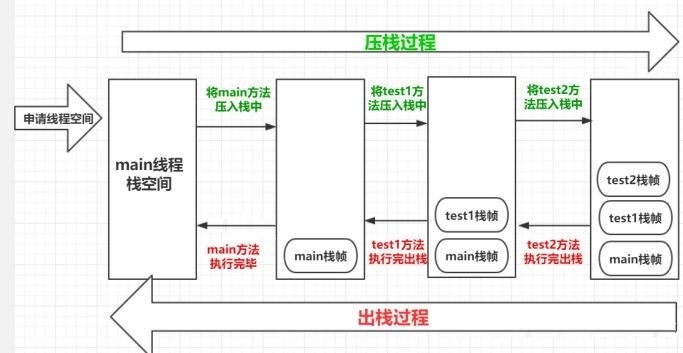 压栈过程
申请线程空间
main线程
栈空间
将main方法
压入栈中
将test1方
法压入栈中
将test2方
法压入栈中
main方法
执行完毕
main栈帧
test1方法
执行完出栈
test1栈帧
main栈帧
test2方法
执行完出栈
test2栈帧
test1栈帧
main栈帧
出栈过程